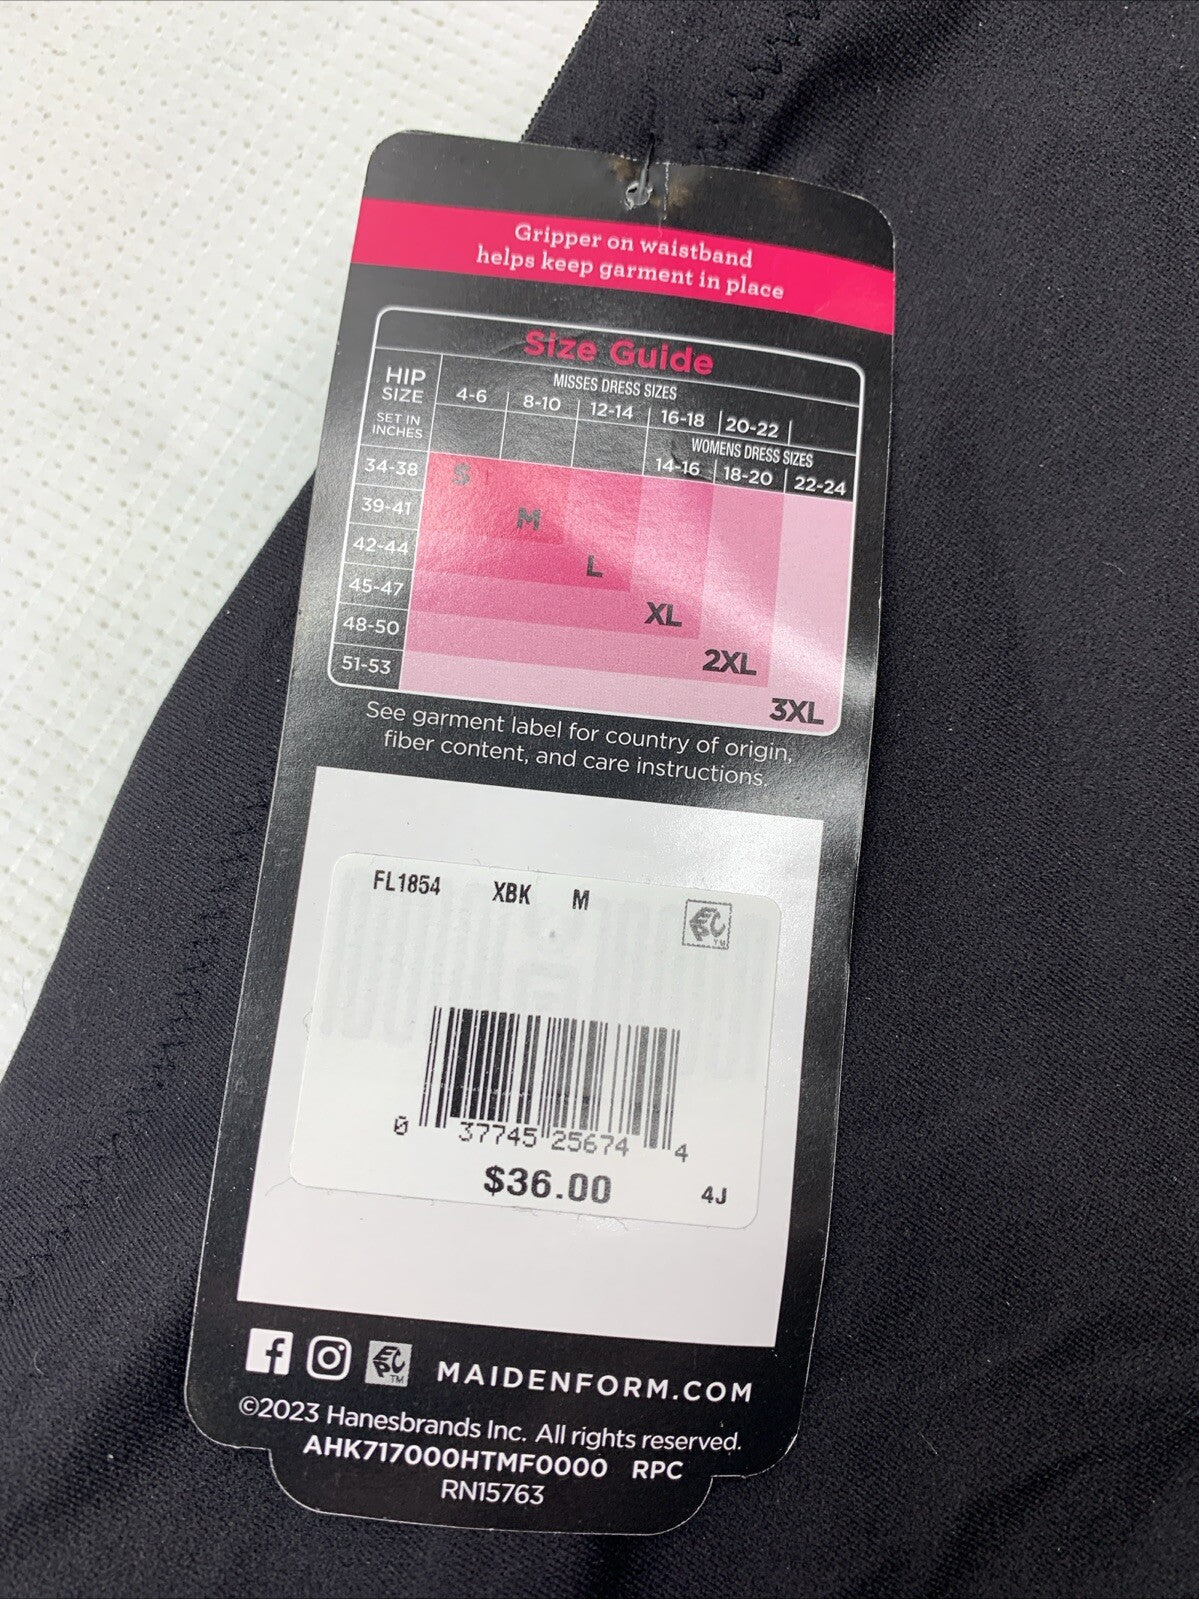 Gripper on waistband
helps keep garment in place
Size Guide
HIP SIZE SET IN INCHES
MISSES DRESS SIZES
4-6 8-10 12-14 16-18 20-22
WOMENS DRESS SIZES
14-16 18-20 22-24
34-38 S
39-41 M
42-44 L
45-47 XL
48-50 2XL
51-53 3XL
See garment label for country of origin,
fiber content, and care instructions.
FL1854 XBK M
EPC TM
0 37745 25674 4
$36.00 4J
f EPC TM MAIDENFORM.COM
©2023 Hanesbrands Inc. All rights reserved.
AHK717000HTMF0000 RPC
RN15763